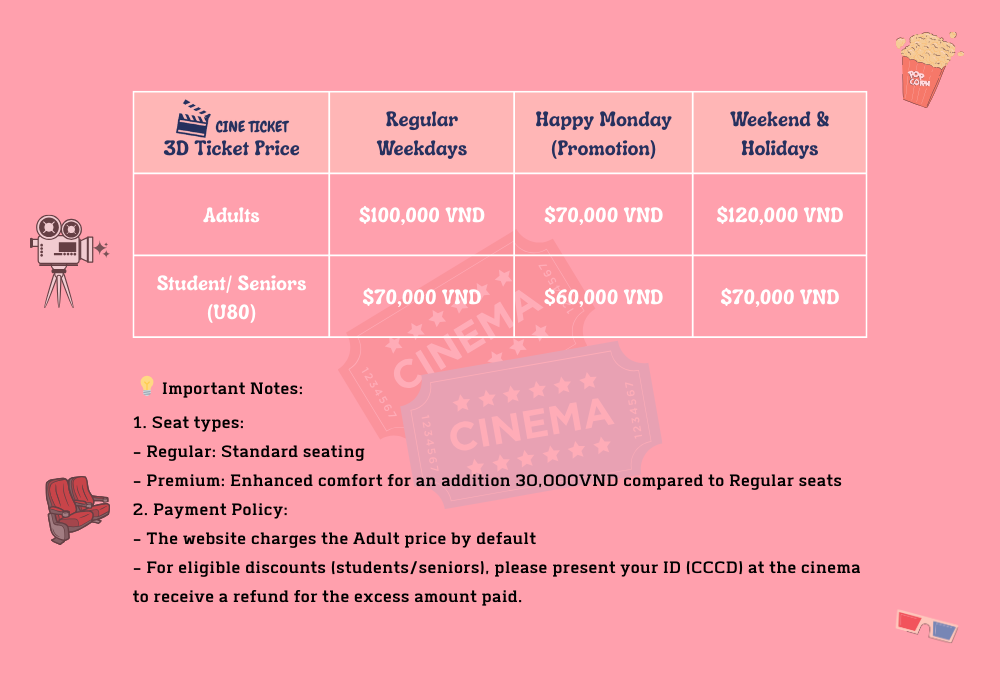 CINE TICKET
3D Ticket Price
Regular
Weekdays
Happy Monday
(Promotion)
Weekend &
Holidays
Adults
$100,000 VND
$70,000 VND
$120,000 VND
Student/ Seniors
(U80)
$70,000 VND
$60,000 VND
$70,000 VND
CINEMA
1234567
1234567
CINEMA
1234567
1234567
POP
CORN
Important Notes:
1. Seat types:
- Regular: Standard seating
- Premium: Enhanced comfort for an addition 30,000VND compared to Regular seats
2. Payment Policy:
- The website charges the Adult price by default
- For eligible discounts (students/seniors), please present your ID (CCCD) at the cinema
to receive a refund for the excess amount paid.